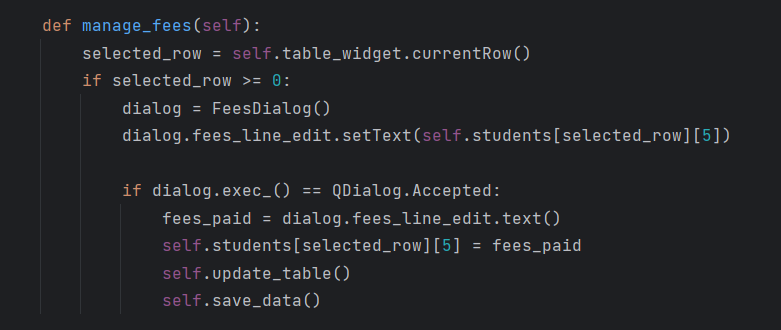 def manage_fees(self):
    selected_row = self.table_widget.currentRow()
    if selected_row >= 0:
        dialog = FeesDialog()
        dialog.fees_line_edit.setText(self.students[selected_row][5])

        if dialog.exec_() == QDialog.Accepted:
            fees_paid = dialog.fees_line_edit.text()
            self.students[selected_row][5] = fees_paid
            self.update_table()
            self.save_data()